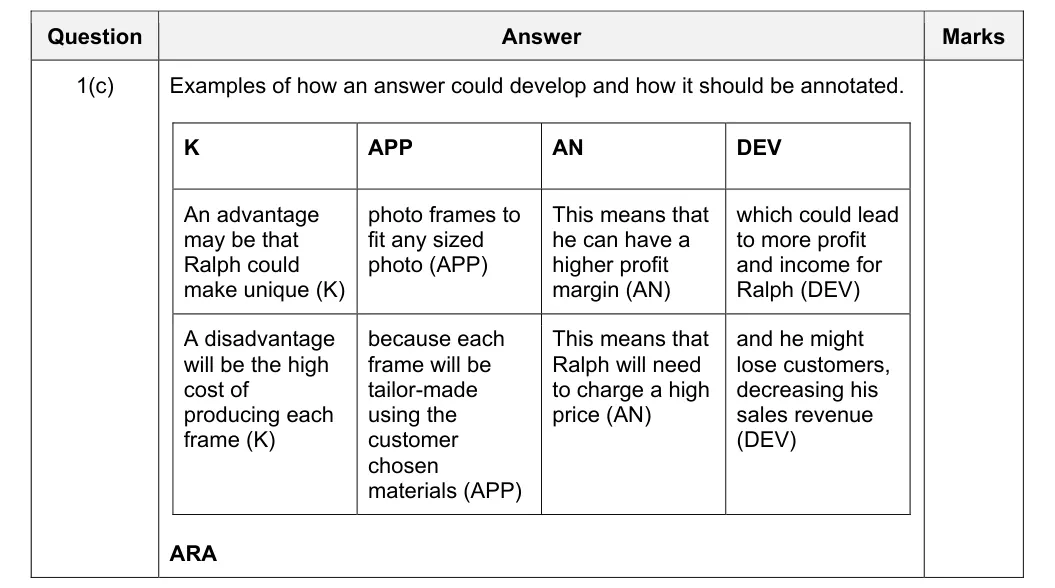 Question Answer Marks
1(c) Examples of how an answer could develop and how it should be annotated.
K APP AN DEV
An advantage
may be that
Ralph could
make unique (K)
photo frames to
fit any sized
photo (APP)
This means that
he can have a
higher profit
margin (AN)
which could lead
to more profit
and income for
Ralph (DEV)
A disadvantage
will be the high
cost of
producing each
frame (K)
because each
frame will be
tailor-made
using the
customer
chosen
materials (APP)
This means that
Ralph will need
to charge a high
price (AN)
and he might
lose customers,
decreasing his
sales revenue
(DEV)
ARA